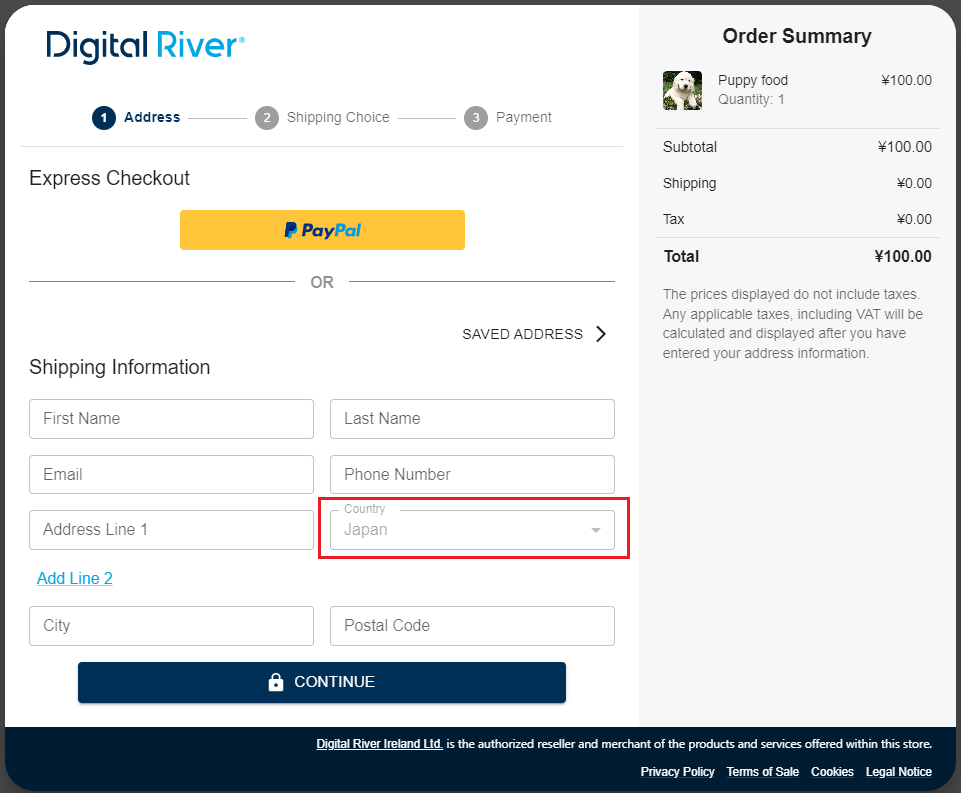 Digital River®
1 Address 2 Shipping Choice 3 Payment
Express Checkout
PayPal
OR
SAVED ADDRESS
Shipping Information
First Name
Last Name
Email
Phone Number
Address Line 1
Country
Japan
Add Line 2
City
Postal Code
CONTINUE
Order Summary
Puppy food ¥100.00
Quantity: 1
Subtotal ¥100.00
Shipping ¥0.00
Tax ¥0.00
Total ¥100.00
The prices displayed do not include taxes.
Any applicable taxes, including VAT will be
calculated and displayed after you have
entered your address information.
Digital River Ireland Ltd. is the authorized reseller and merchant of the products and services offered within this store.
Privacy Policy Terms of Sale Cookies Legal Notice